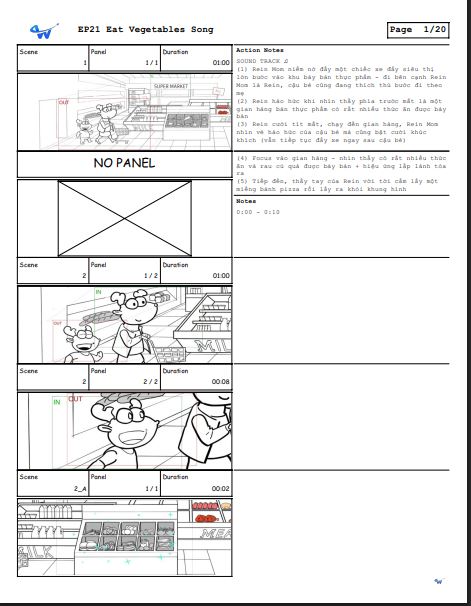 EP21 Eat Vegetables Song
Page 1/20
Scene
1
Panel
1 / 1
Duration
01:00
Action Notes
SOUND TRACK ♫
(1) Rein Mom niềm nở đẩy một chiếc xe đẩy siêu thị
lớn bước vào khu bày bán thực phẩm - đi bên cạnh Rein
Mom là Rein, cậu bé cũng đang thích thú bước đi theo
mẹ
(2) Rein háo hức khi nhìn thấy phía trước mắt là một
gian hàng bán thực phẩm có rất nhiều thức ăn được bày
bán
(3) Rein cười tít mắt, chạy đến gian hàng, Rein Mom
nhìn vẻ háo hức của cậu bé mà cũng bật cười khúc
khích (vẫn tiếp tục đẩy xe ngay sau cậu bé)
SUPER MARKET
OUT
NO PANEL
(4) Focus vào gian hàng - nhìn thấy có rất nhiều thức
ăn và rau củ quả được bày bán + hiệu ứng lấp lánh tỏa
ra
(5) Tiếp đến, thấy tay của Rein với tới cầm lấy một
miếng bánh pizza rồi lấy ra khỏi khung hình
Notes
0:00 - 0:10
Scene
2
Panel
1 / 2
Duration
01:00
IN
OUT
MIL
Scene
2
Panel
2 / 2
Duration
00:08
IN
OUT
Scene
2_A
Panel
1 / 1
Duration
00:02
MILK
MEA